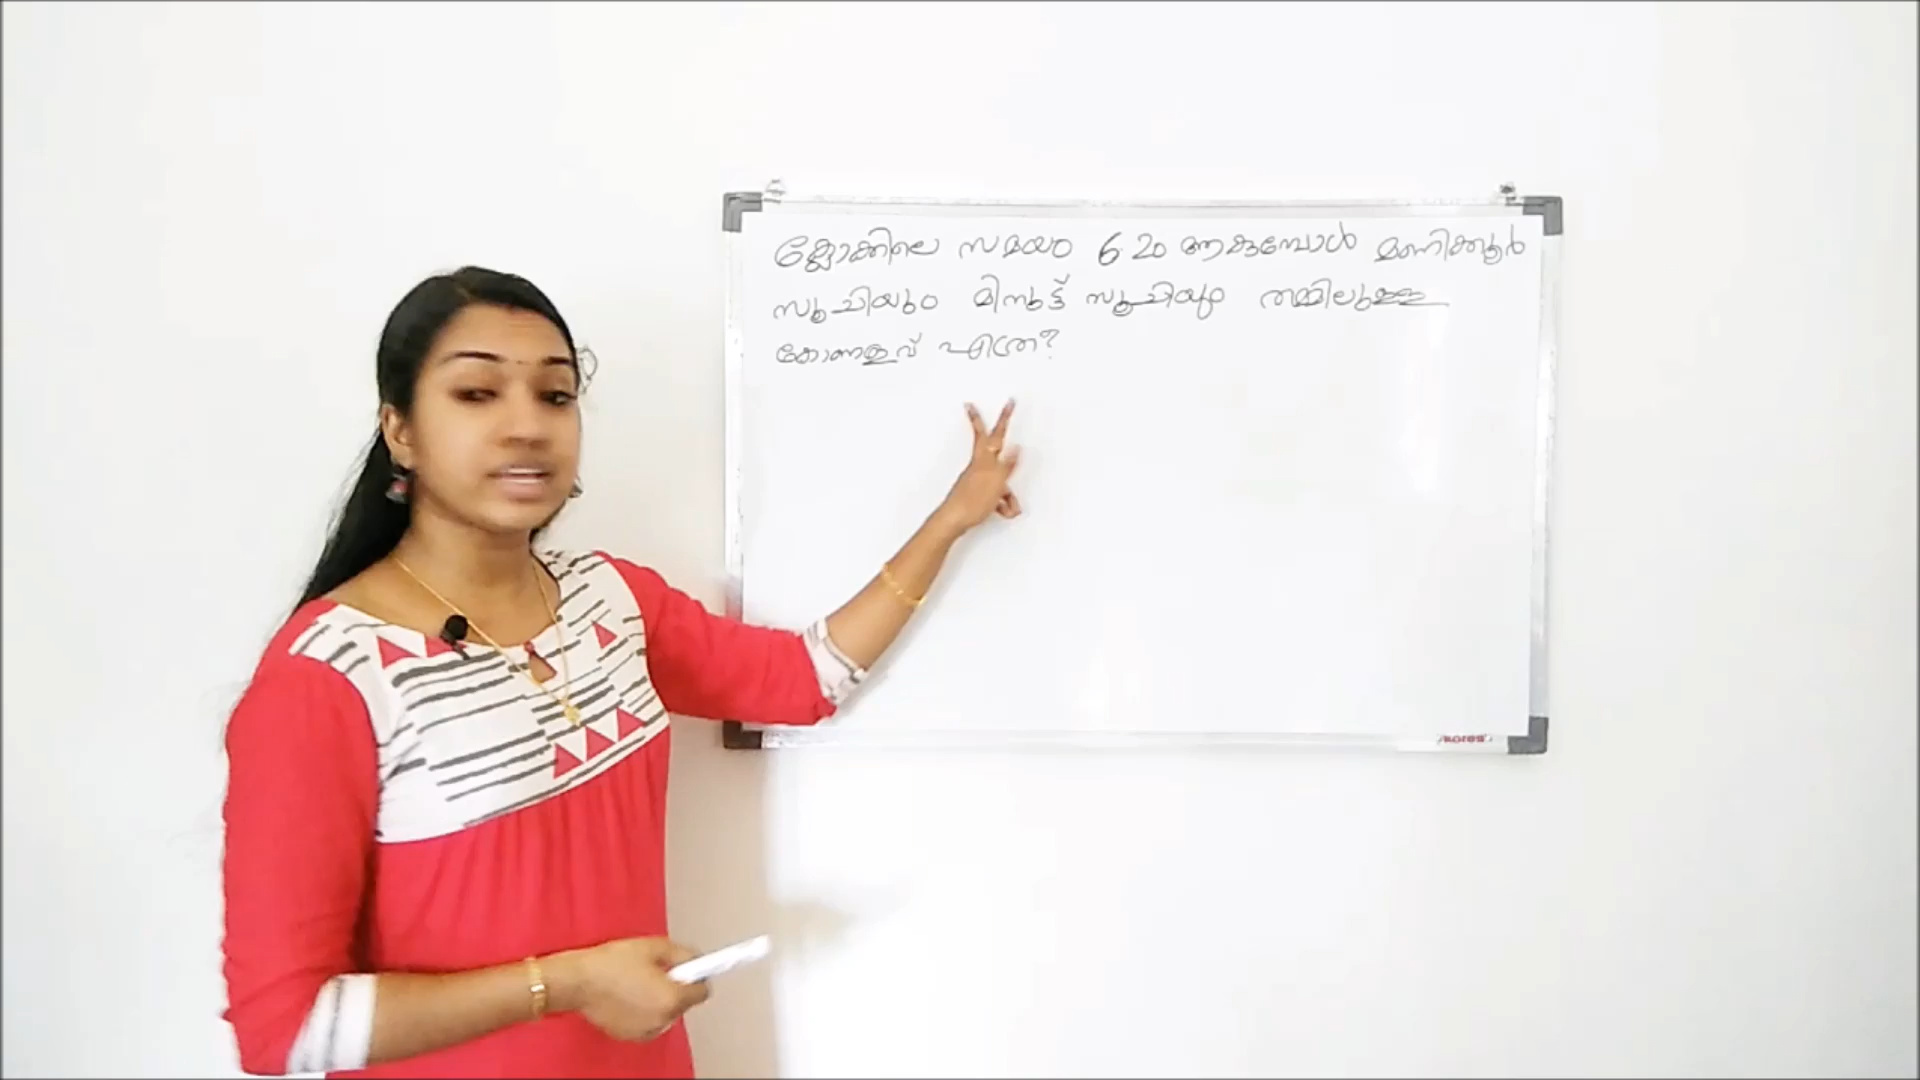 ക്ലോക്കിലെ സമയം 6.20 ആകുമ്പോൾ മണിക്കൂർ
സൂചിയും മിനുട്ട് സൂചിയും തമ്മിലുള്ള
കോണളവ് എത്ര?